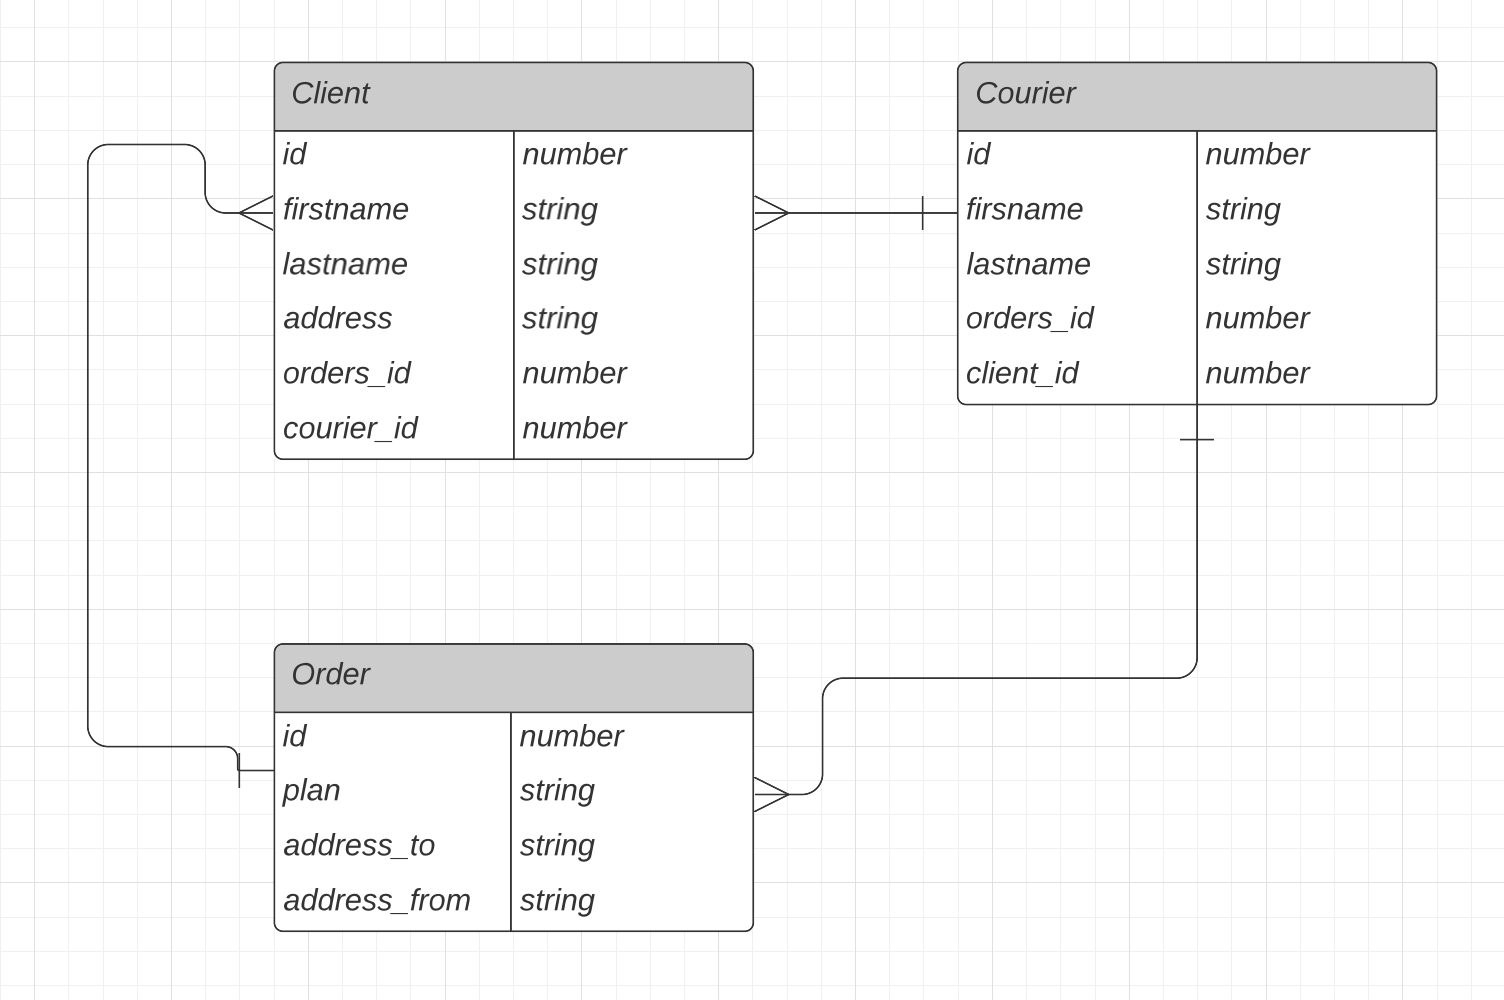 Client
id number
firstname string
lastname string
address string
orders_id number
courier_id number
Courier
id number
firsname string
lastname string
orders_id number
client_id number
Order
id number
plan string
address_to string
address_from string